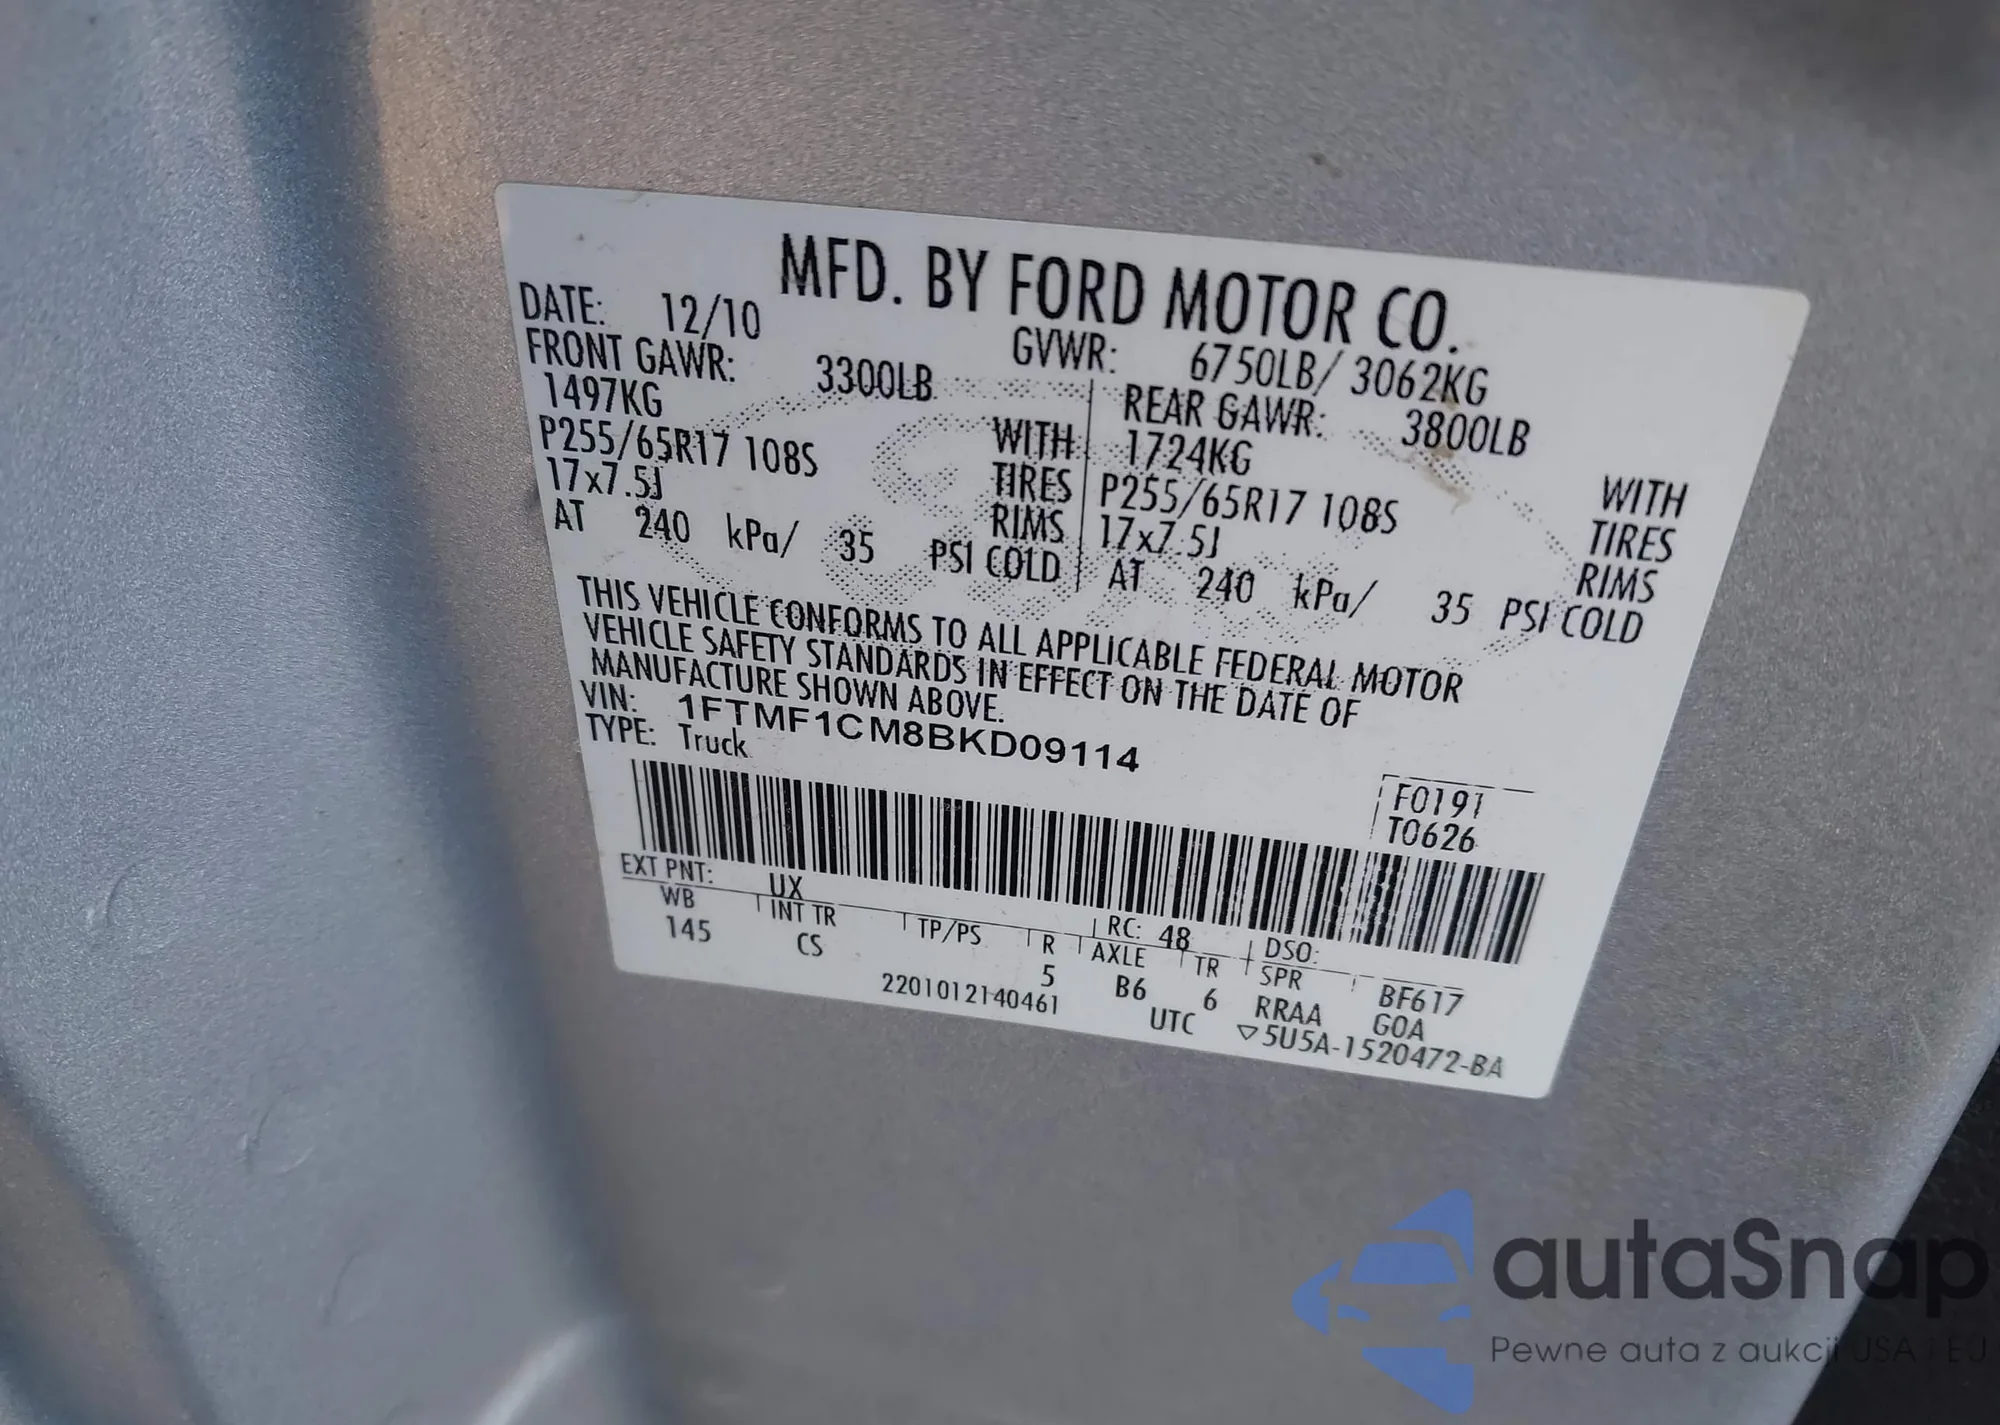 MFD. BY FORD MOTOR CO.
DATE: 12/10 GVWR: 6750LB/ 3062KG
FRONT GAWR: 3300LB REAR GAWR: 3800LB
1497KG WITH 1724KG WITH
P255/65R17 108S TIRES P255/65R17 108S TIRES
17x7.5J RIMS 17x7.5J RIMS
AT 240 kPa/ 35 PSI COLD AT 240 kPa/ 35 PSI COLD
THIS VEHICLE CONFORMS TO ALL APPLICABLE FEDERAL MOTOR
VEHICLE SAFETY STANDARDS IN EFFECT ON THE DATE OF
MANUFACTURE SHOWN ABOVE.
VIN: 1FTMF1CM8BKD09114
TYPE: Truck
F0191
T0626
EXT PNT: UX RC: 48 DSO:
WB INT TR TP/PS R AXLE TR SPR BF617
145 CS 5 B6 6 RRAA GOA
2201012140461 UTC ▽5U5A-1520472-BA
autaSnap
Pewne auta z aukcji USA i EU